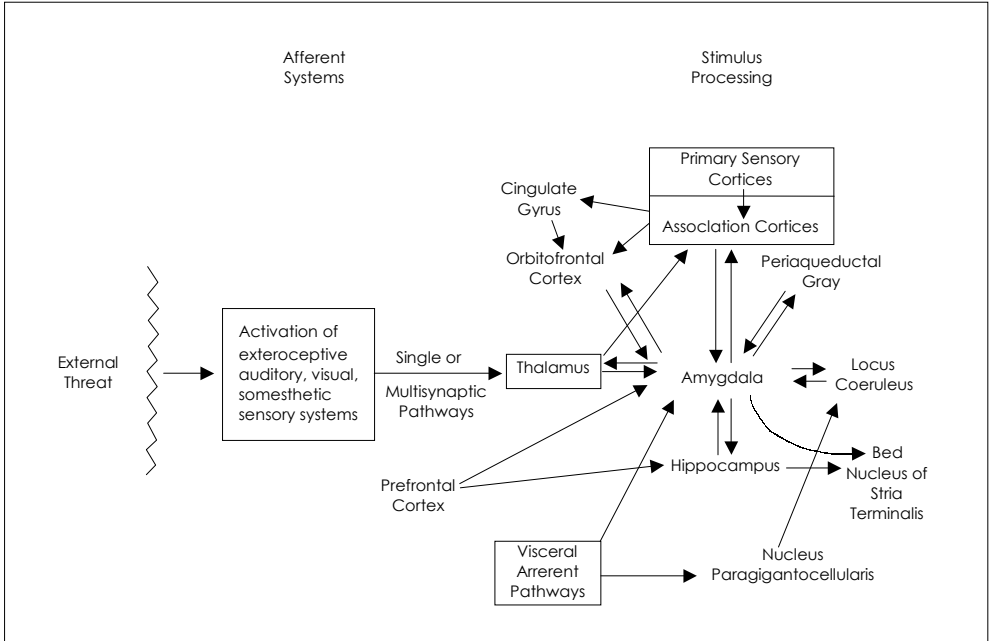 Afferent
Systems
Stimulus
Processing
Primary Sensory
Cortices
Cingulate
Gyrus
Assoclation Cortices
Orbitofrontal
Cortex
Periaqueductal
Gray
Activation of
exteroceptive
auditory, visual,
somesthetic
sensory systems
External
Threat
Single or
Multisynaptic
Pathways
Thalamus
Amygdala
Locus
Coeruleus
Prefrontal
Cortex
Hippocampus
Bed
Nucleus of
Stria
Terminalis
Visceral
Arrerent
Pathways
Nucleus
Paragigantocellularis